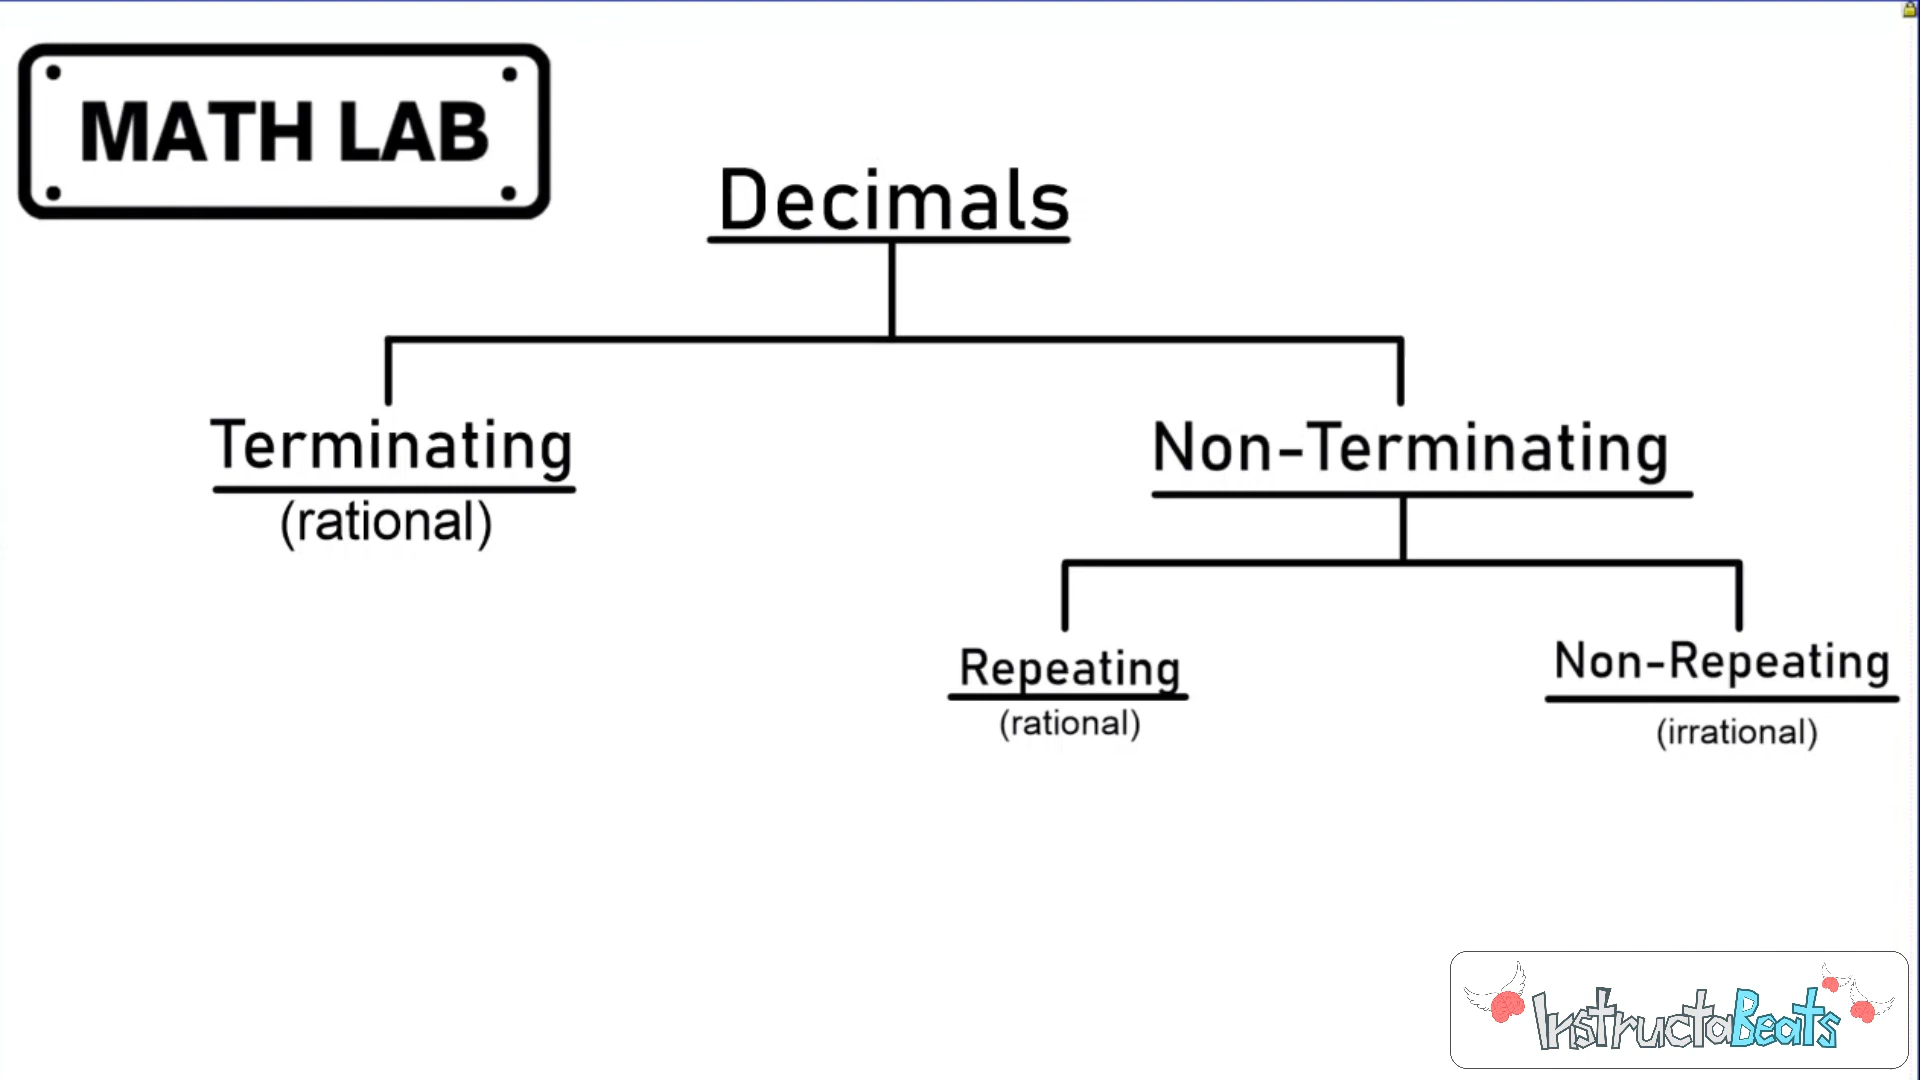 MATH LAB
Decimals
Terminating
(rational)
Non-Terminating
Repeating
(rational)
Non-Repeating
(irrational)
InstructaBeats